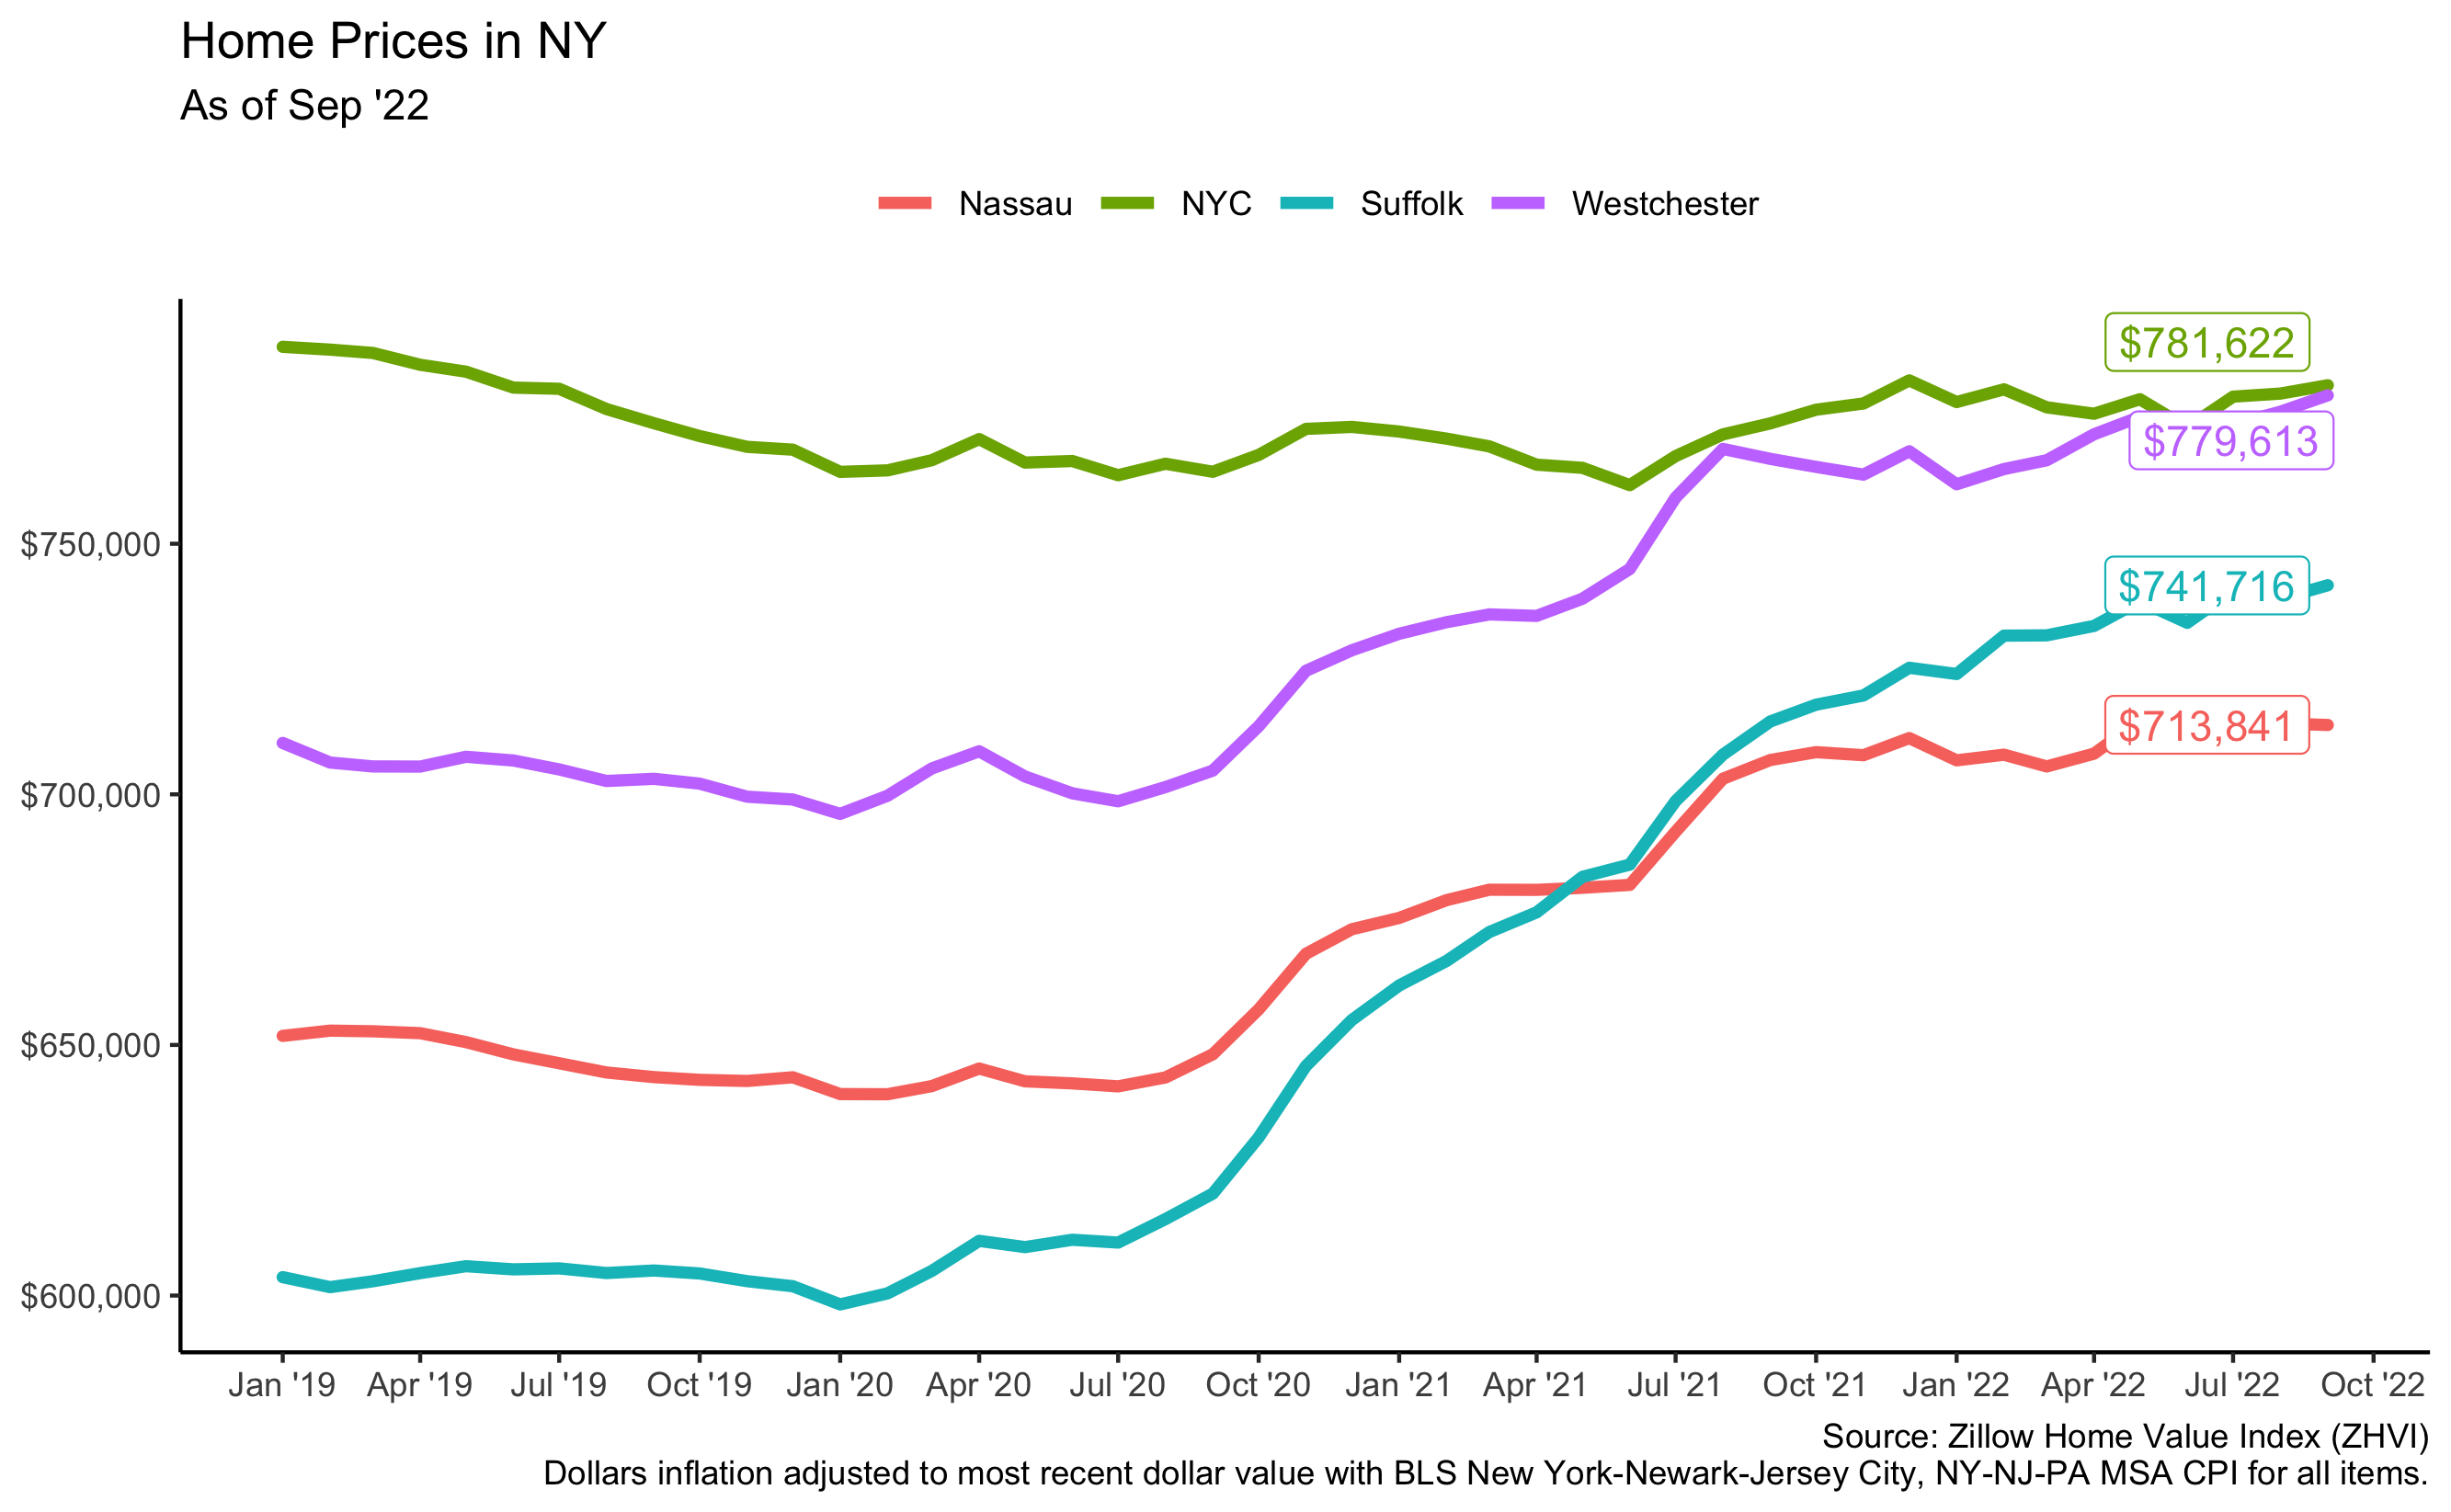 Home Prices in NY
As of Sep '22
Nassau NYC Suffolk Westchester
$781,622
$779,613
$750,000
$741,716
$713,841
$700,000
$650,000
$600,000
Jan '19 Apr '19 Jul '19 Oct '19 Jan '20 Apr '20 Jul '20 Oct '20 Jan '21 Apr '21 Jul '21 Oct '21 Jan '22 Apr '22 Jul '22 Oct '22
Source: Zillow Home Value Index (ZHVI)
Dollars inflation adjusted to most recent dollar value with BLS New York-Newark-Jersey City, NY-NJ-PA MSA CPI for all items.